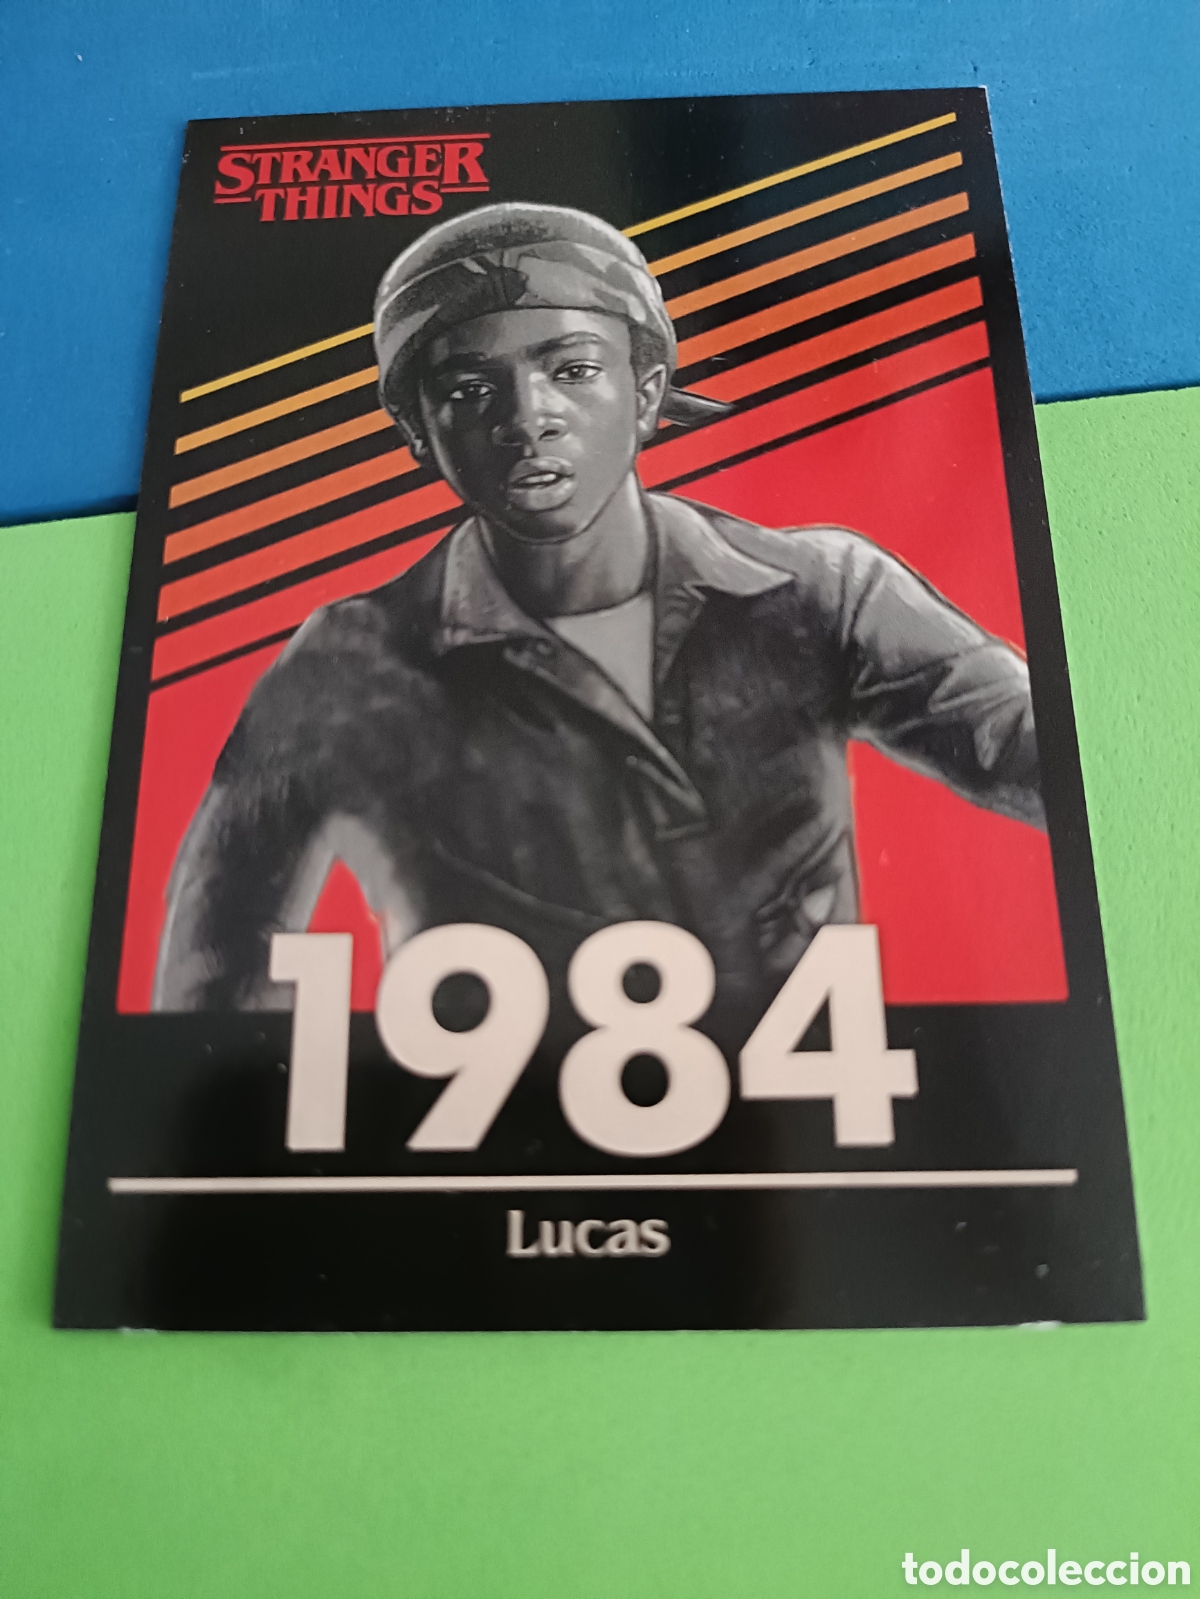 STRANGER
THINGS
1984
Lucas
todocoleccion